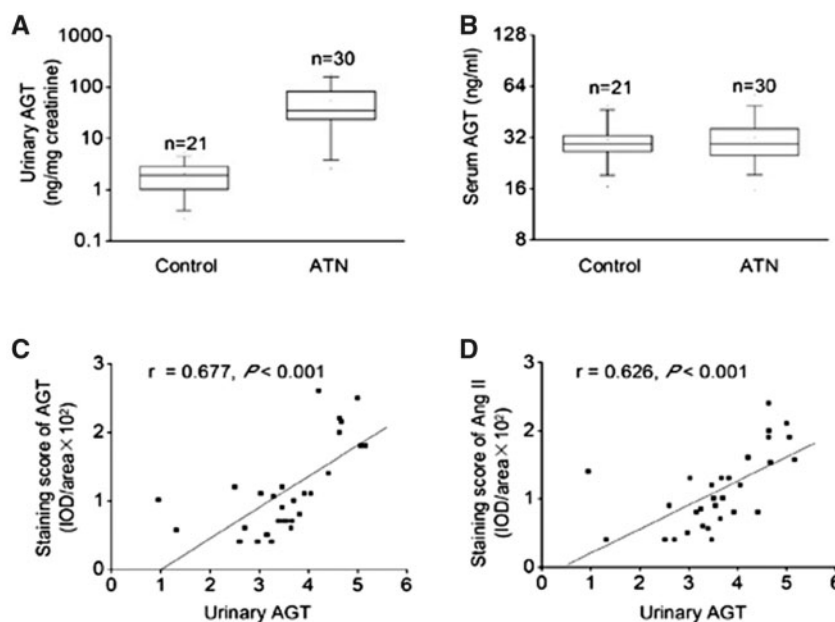 A
Urinary AGT
(ng/mg creatinine)
1000
100
10
1
0.1
n=21
n=30
Control
ATN
B
Serum AGT (ng/ml)
128
64
32
16
8
n=21
n=30
Control
ATN
C
Staining score of AGT
(IOD/area×10²)
r = 0.677, P< 0.001
3
2
1
0
0 1 2 3 4 5 6
Urinary AGT
D
Staining score of Ang II
(IOD/area×10²)
r = 0.626, P< 0.001
3
2
1
0
0 1 2 3 4 5 6
Urinary AGT